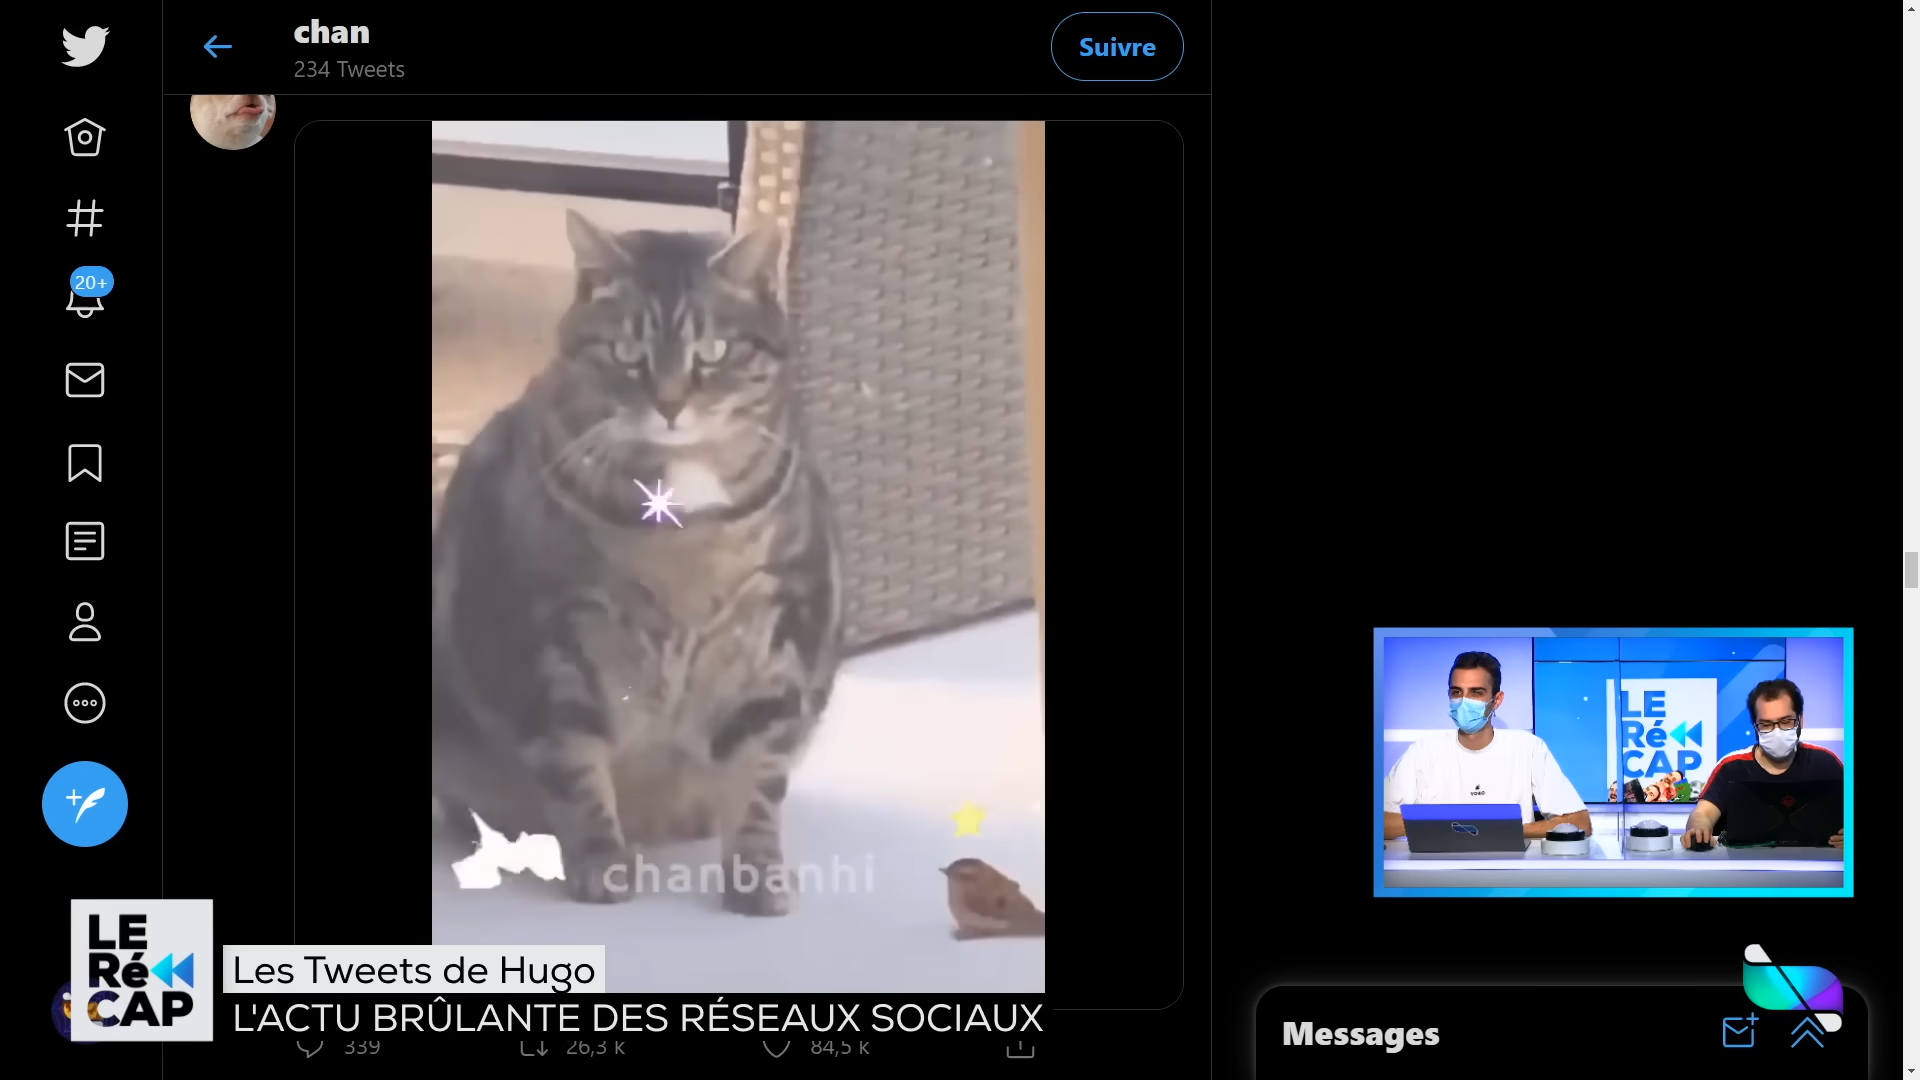 chan
234 Tweets
Suivre
20+
chanbanhi
LE
Ré
CAP
LE
Ré
CAP
Les Tweets de Hugo
L'ACTU BRÛLANTE DES RÉSEAUX SOCIAUX
339
26,3 k
84,5 k
Messages